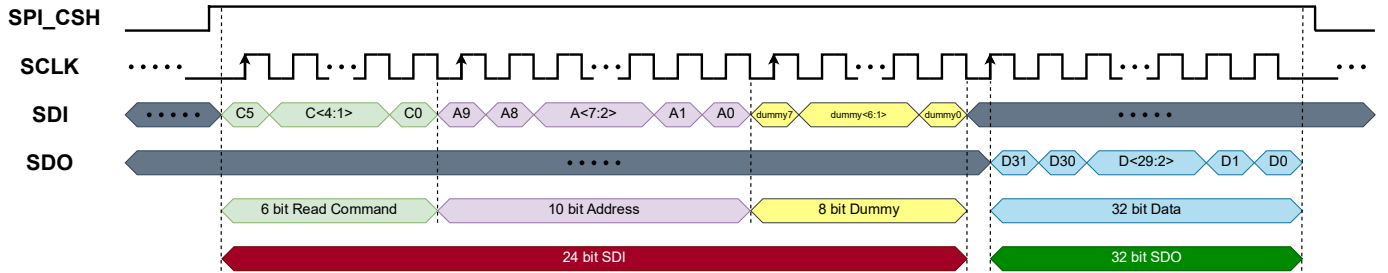 SPI_CSH
SCLK
SDI C5 C<4:1> C0 A9 A8 A<7:2> A1 A0 dummy7 dummy<6:1> dummy0
SDO D31 D30 D<29:2> D1 D0
6 bit Read Command 10 bit Address 8 bit Dummy 32 bit Data
24 bit SDI 32 bit SDO